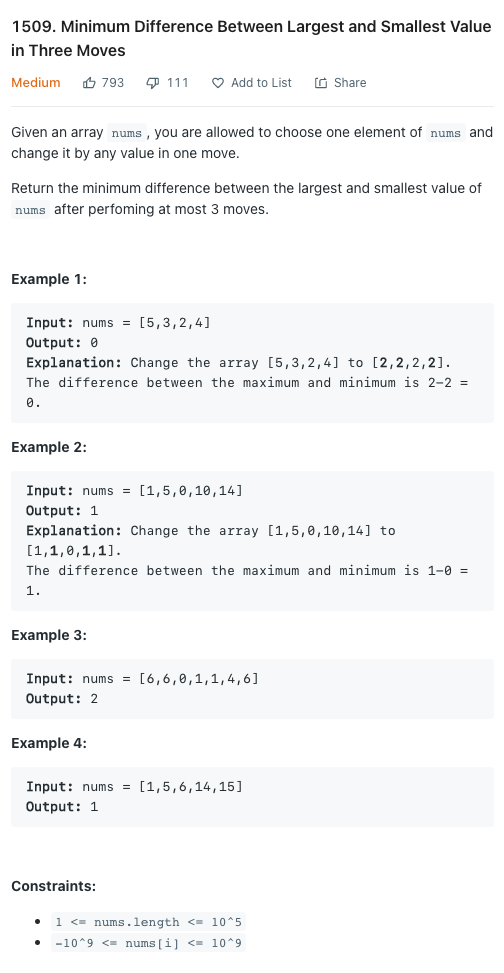 1509. Minimum Difference Between Largest and Smallest Value
in Three Moves
Medium 793 111 Add to List Share
Given an array nums , you are allowed to choose one element of nums and
change it by any value in one move.
Return the minimum difference between the largest and smallest value of
nums after perfoming at most 3 moves.
Example 1:
Input: nums = [5,3,2,4]
Output: 0
Explanation: Change the array [5,3,2,4] to [2,2,2,2].
The difference between the maximum and minimum is 2-2 =
0.
Example 2:
Input: nums = [1,5,0,10,14]
Output: 1
Explanation: Change the array [1,5,0,10,14] to
[1,1,0,1,1].
The difference between the maximum and minimum is 1-0 =
1.
Example 3:
Input: nums = [6,6,0,1,1,4,6]
Output: 2
Example 4:
Input: nums = [1,5,6,14,15]
Output: 1
Constraints:
• 1 <= nums.length <= 10^5
• -10^9 <= nums[i] <= 10^9